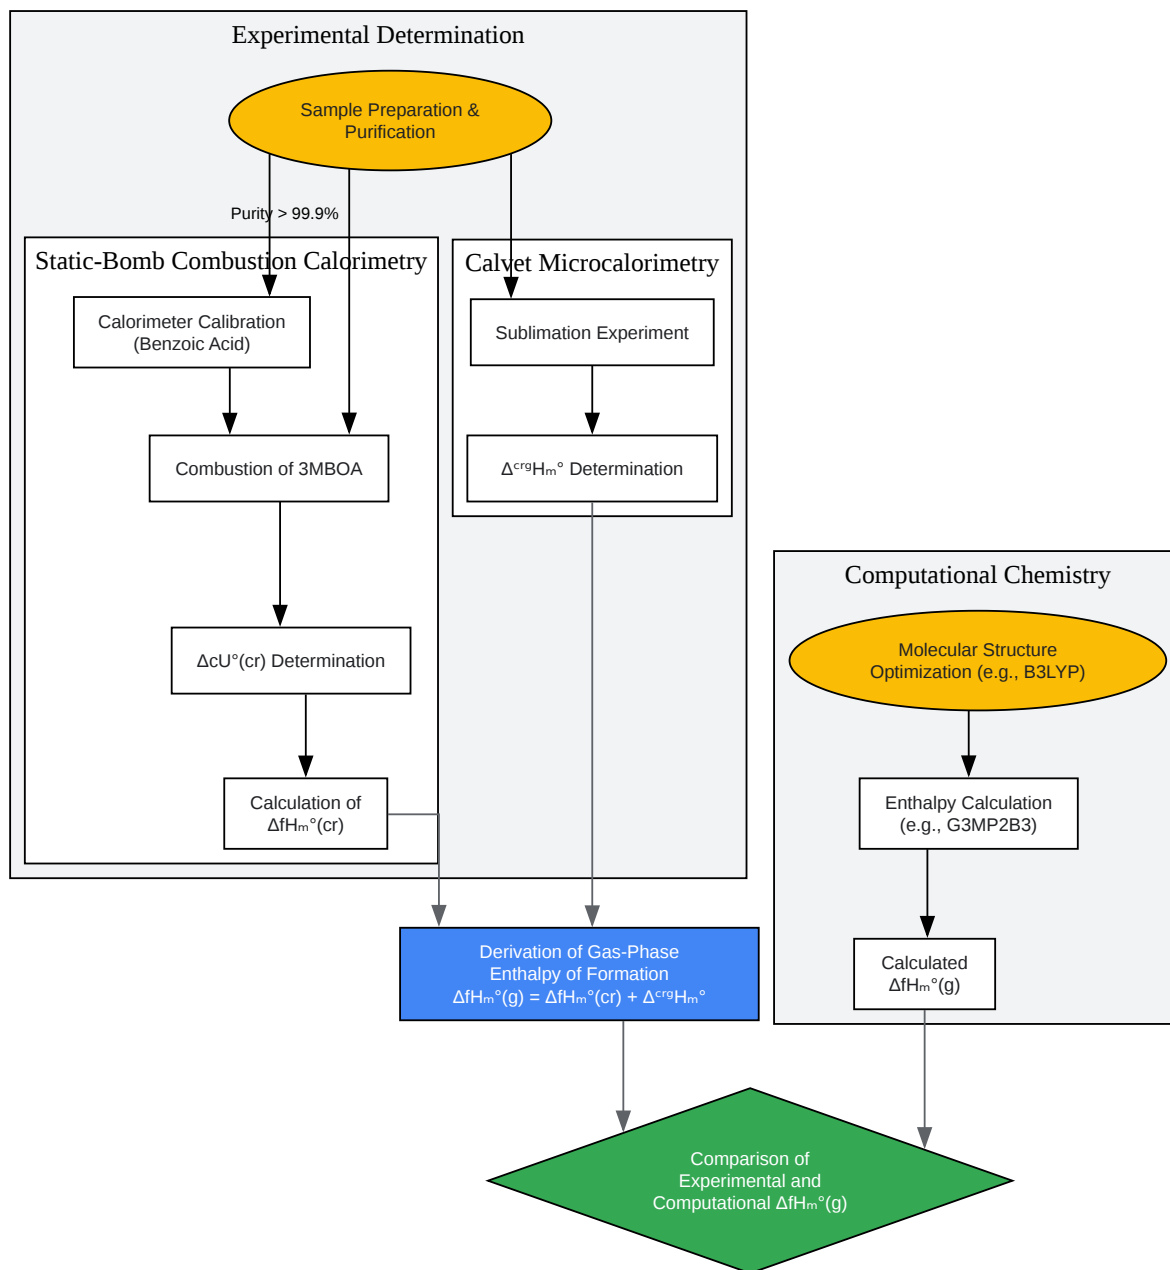 Experimental Determination
Sample Preparation &
Purification
Purity > 99.9%
Static-Bomb Combustion Calorimetry
Calvet Microcalorimetry
Calorimeter Calibration
(Benzoic Acid)
Sublimation Experiment
Combustion of 3MBOA
ΔᶜʳᵍHₘ° Determination
ΔcU°(cr) Determination
Calculation of
ΔfHₘ°(cr)
Computational Chemistry
Molecular Structure
Optimization (e.g., B3LYP)
Enthalpy Calculation
(e.g., G3MP2B3)
Calculated
ΔfHₘ°(g)
Derivation of Gas-Phase
Enthalpy of Formation
ΔfHₘ°(g) = ΔfHₘ°(cr) + ΔᶜʳᵍHₘ°
Comparison of
Experimental and
Computational ΔfHₘ°(g)